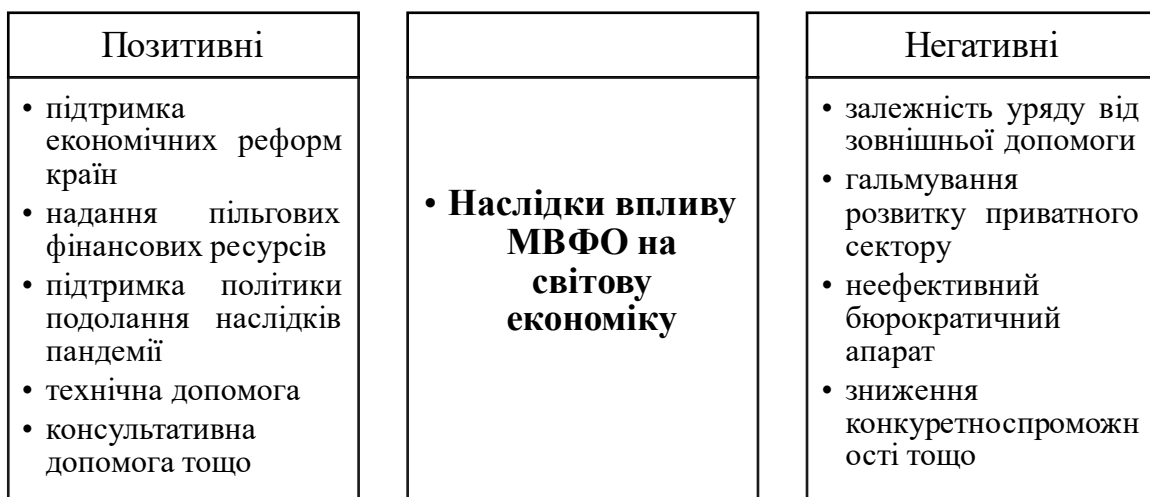 Позитивні
• підтримка
економічних реформ
країн
• надання пільгових
фінансових ресурсів
• підтримка політики
подолання наслідків
пандемії
• технічна допомога
• консультативна
допомога тощо
• Наслідки впливу
МВФО на
світову
економіку
Негативні
• залежність уряду від
зовнішньої допомоги
• гальмування
розвитку приватного
сектору
• неефективний
бюрократичний
апарат
• зниження
конкуретноспроможн
ості тощо